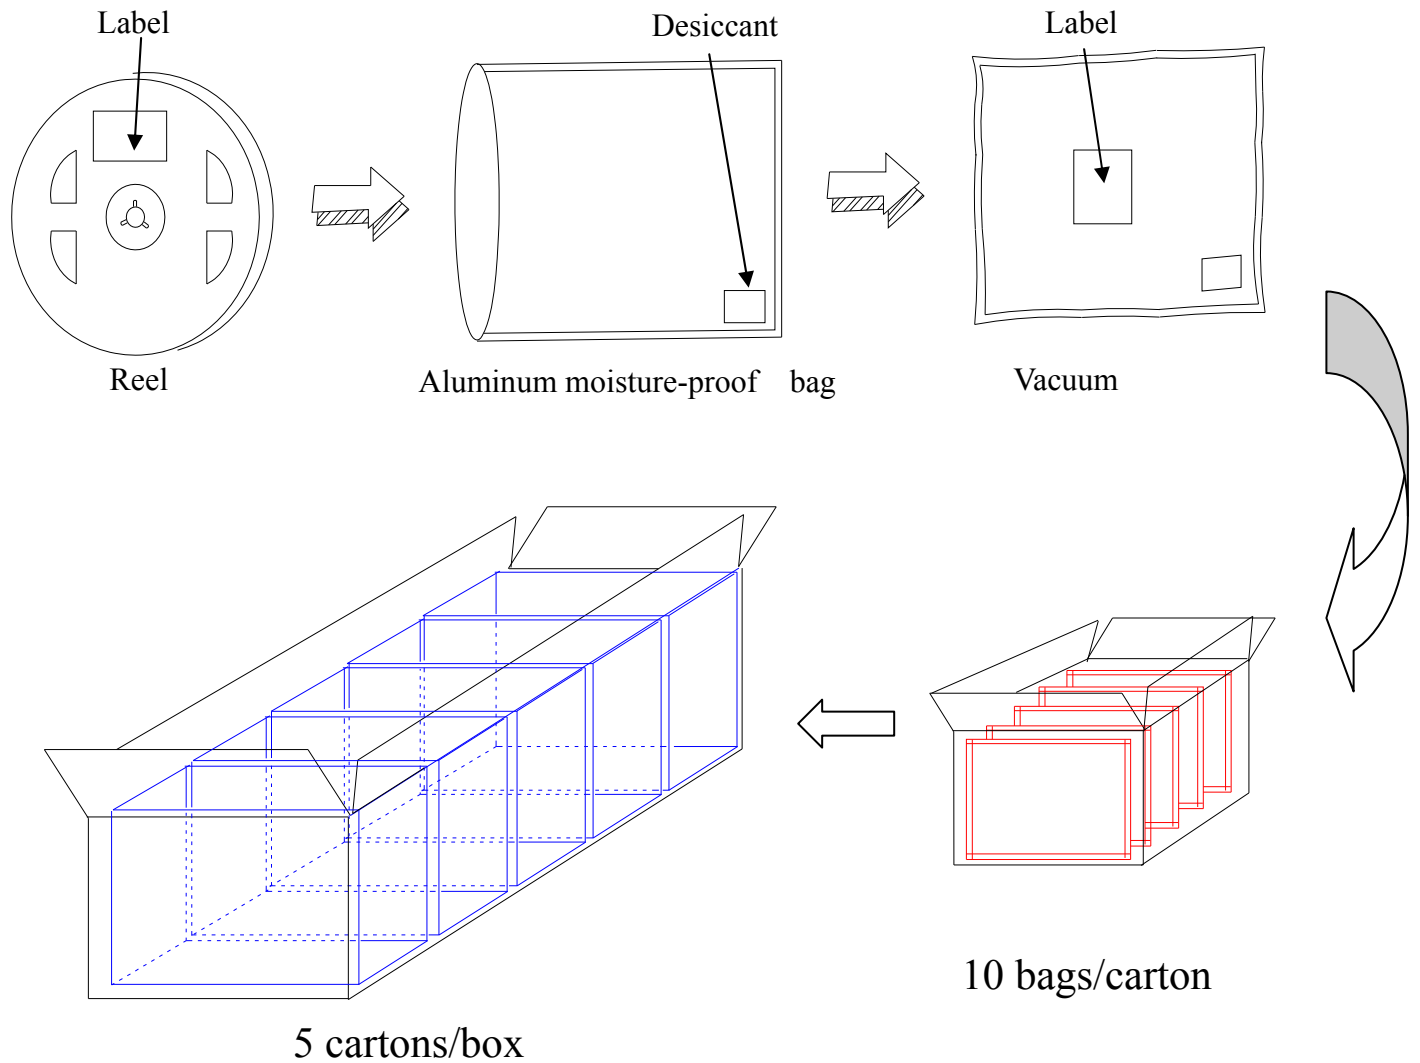 Label
Desiccant
Label
Reel
Aluminum moisture-proof bag
Vacuum
10 bags/carton
5 cartons/box